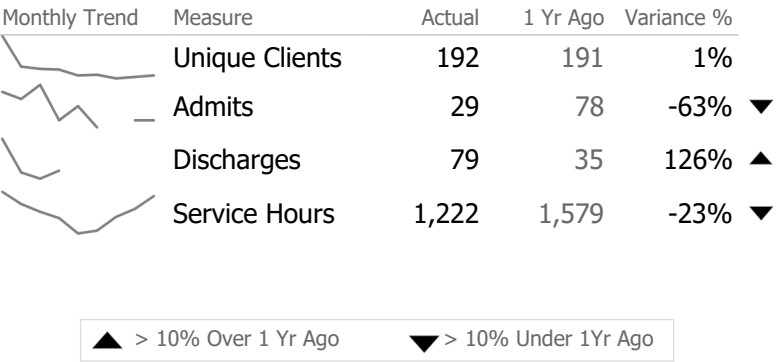 Monthly Trend Measure Actual 1 Yr Ago Variance %
Unique Clients 192 191 1%
Admits 29 78 -63% ▼
Discharges 79 35 126% ▲
Service Hours 1,222 1,579 -23% ▼
▲ > 10% Over 1 Yr Ago ▼ > 10% Under 1Yr Ago